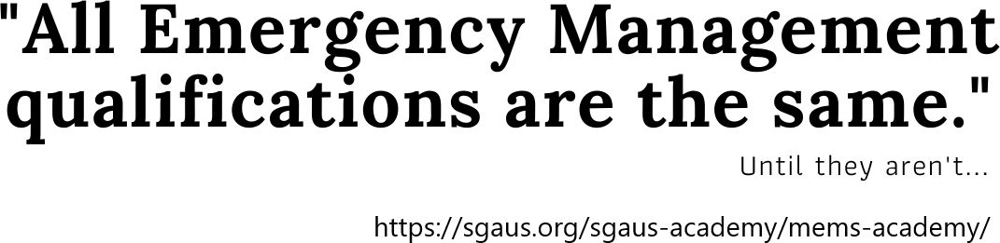 "All Emergency Management
qualifications are the same."
Until they aren't...
https://sgaus.org/sgaus-academy/mems-academy/